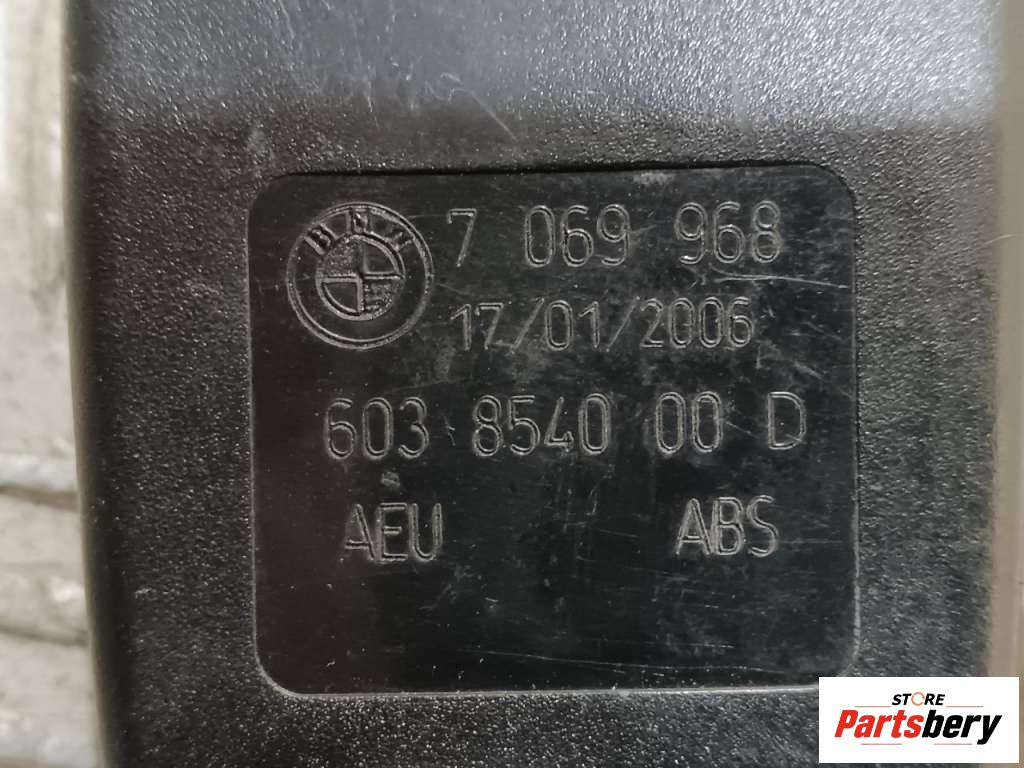 BMW
7 069 968
17/01/2006
603 8540 00 D
AEU ABS
STORE
Partsbery